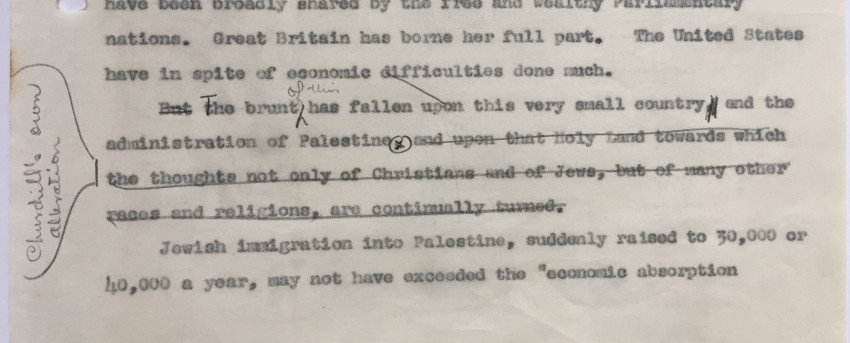 have been broadly shared by the free and wealthy Parliamentary
nations. Great Britain has borne her full part. The United States
have in spite of economic difficulties done much.
of this
But The brunt has fallen upon this very small country and the
administration of Palestine. and upon that Holy Land towards which
the thoughts not only of Christians and of Jews, but of many other
races and religions, are continually turned.
Jewish immigration into Palestine, suddenly raised to 30,000 or
40,000 a year, may not have exceeded the "economic absorption
Churchill's own
alteration